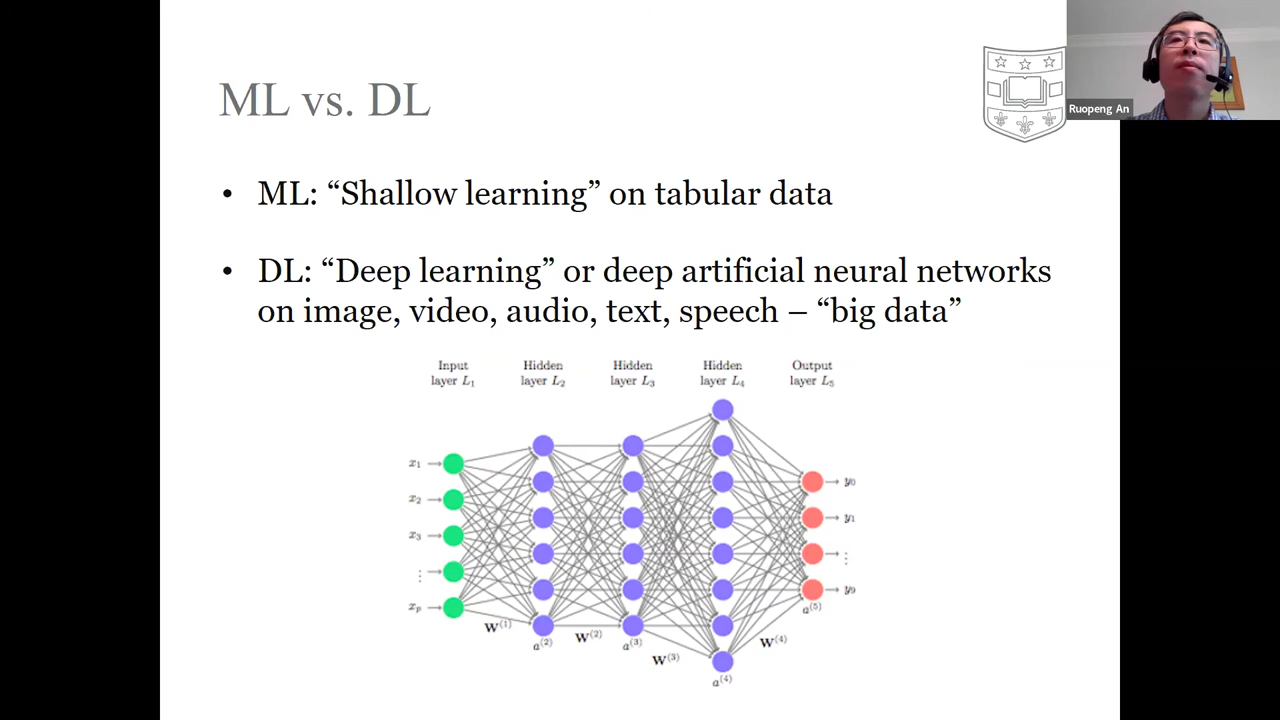 ML vs. DL
Ruopeng An
• ML: “Shallow learning” on tabular data
• DL: “Deep learning” or deep artificial neural networks
on image, video, audio, text, speech – “big data”
Input
layer L₁
Hidden
layer L₂
Hidden
layer L₃
Hidden
layer L₄
Output
layer L₅
x₁
x₂
x₃
⋮
xₚ
y₀
y₁
⋮
y₉
W⁽¹⁾
a⁽²⁾
W⁽²⁾
a⁽³⁾
W⁽³⁾
a⁽⁴⁾
W⁽⁴⁾
a⁽⁵⁾